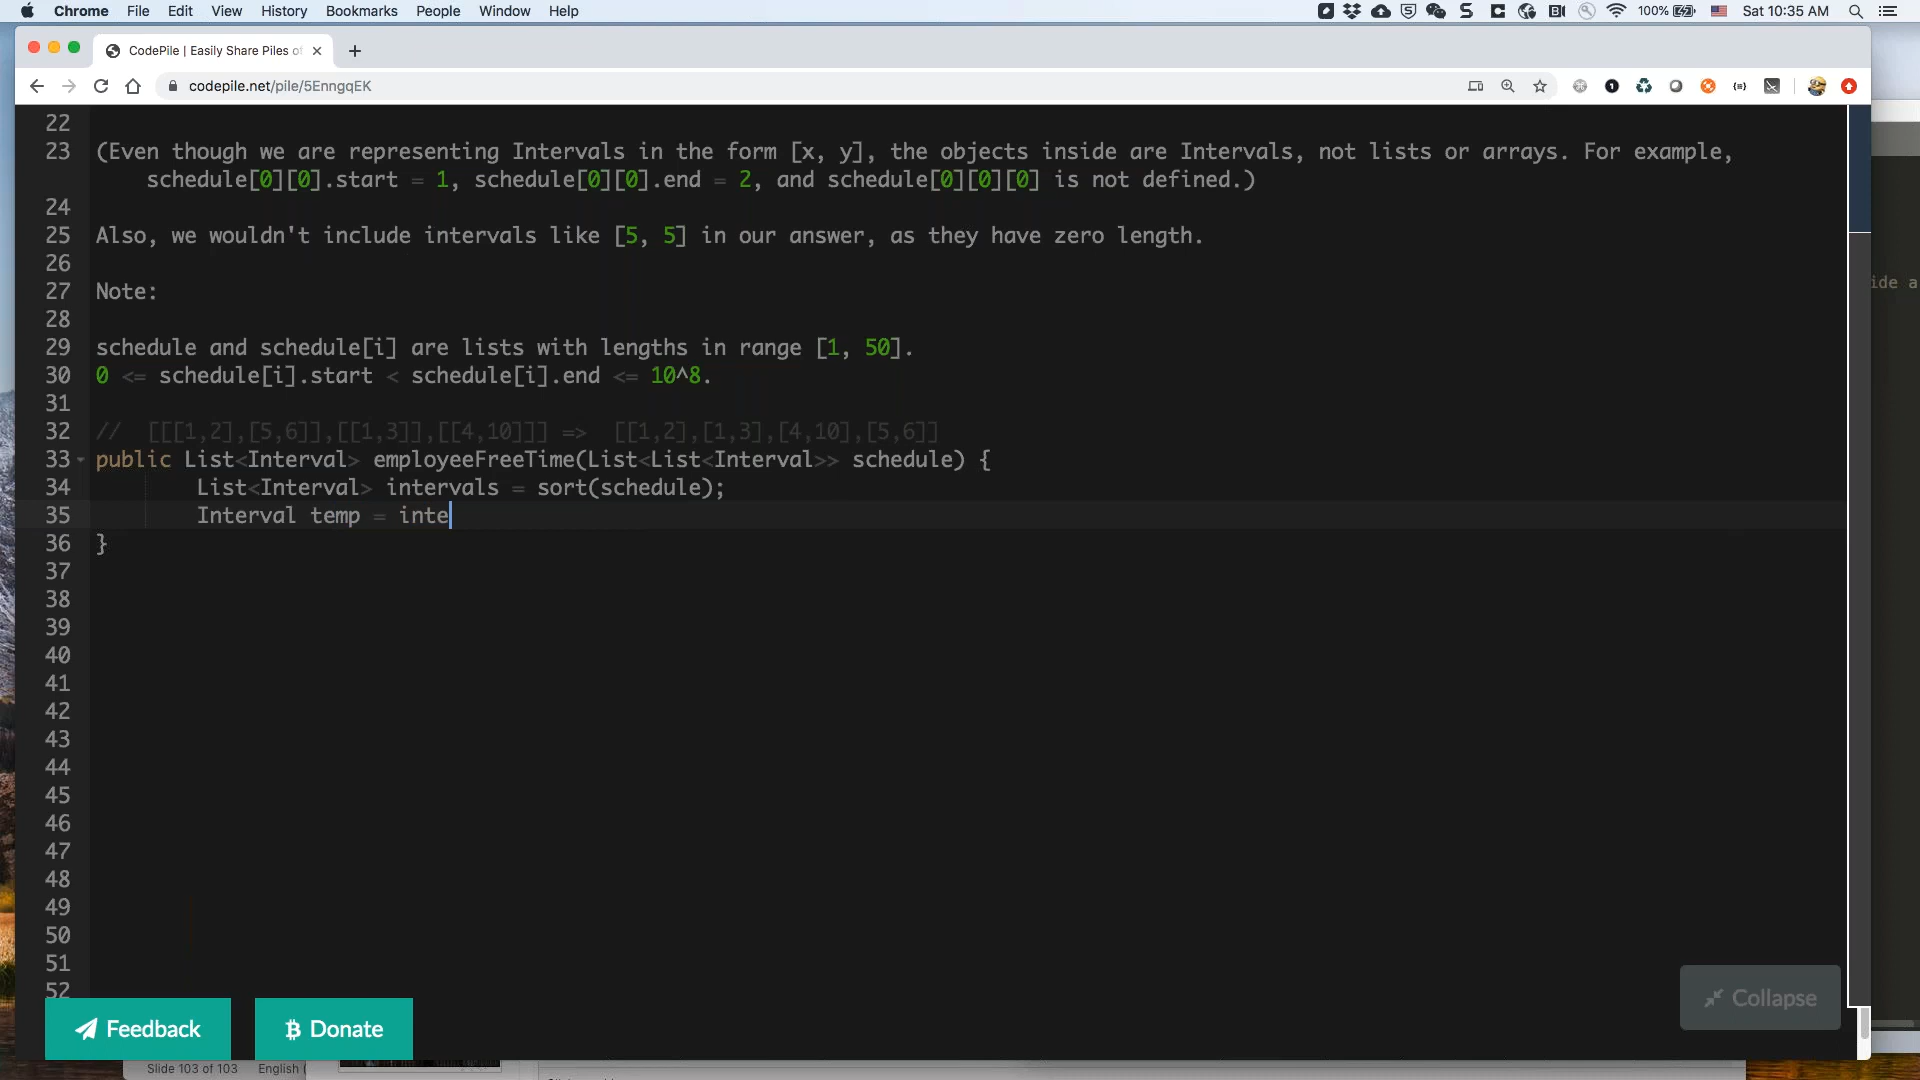 Chrome File Edit View History Bookmarks People Window Help 100% Sat 10:35 AM
CodePile | Easily Share Piles of
codepile.net/pile/5EnngqEK
22
23 (Even though we are representing Intervals in the form [x, y], the objects inside are Intervals, not lists or arrays. For example,
schedule[0][0].start = 1, schedule[0][0].end = 2, and schedule[0][0][0] is not defined.)
24
25 Also, we wouldn't include intervals like [5, 5] in our answer, as they have zero length.
26
ide a
27 Note:
28
29 schedule and schedule[i] are lists with lengths in range [1, 50].
30 0 <= schedule[i].start < schedule[i].end <= 10^8.
31
32 // [[[1,2],[5,6]],[[1,3]],[[4,10]]] => [[1,2],[1,3],[4,10],[5,6]]
33 public List<Interval> employeeFreeTime(List<List<Interval>> schedule) {
34 List<Interval> intervals = sort(schedule);
35 Interval temp = inte
36 }
37
38
39
40
41
42
43
44
45
46
47
48
49
50
51
52
Collapse
Feedback Donate
Slide 103 of 103 English (